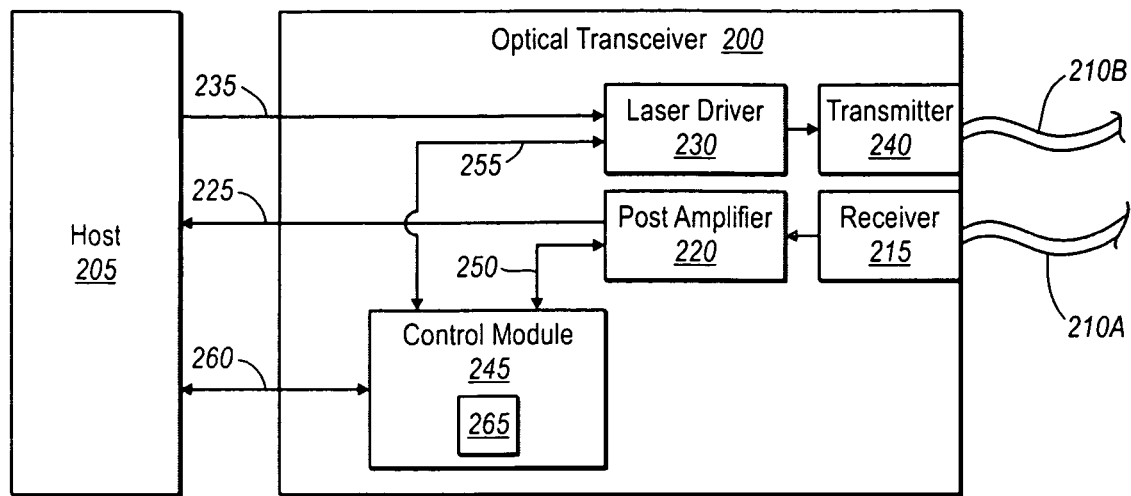 Optical Transceiver 200
210B
235
Laser Driver
230
Transmitter
240
255
225
Host
205
Post Amplifier
220
Receiver
215
250
210A
Control Module
245
260
265